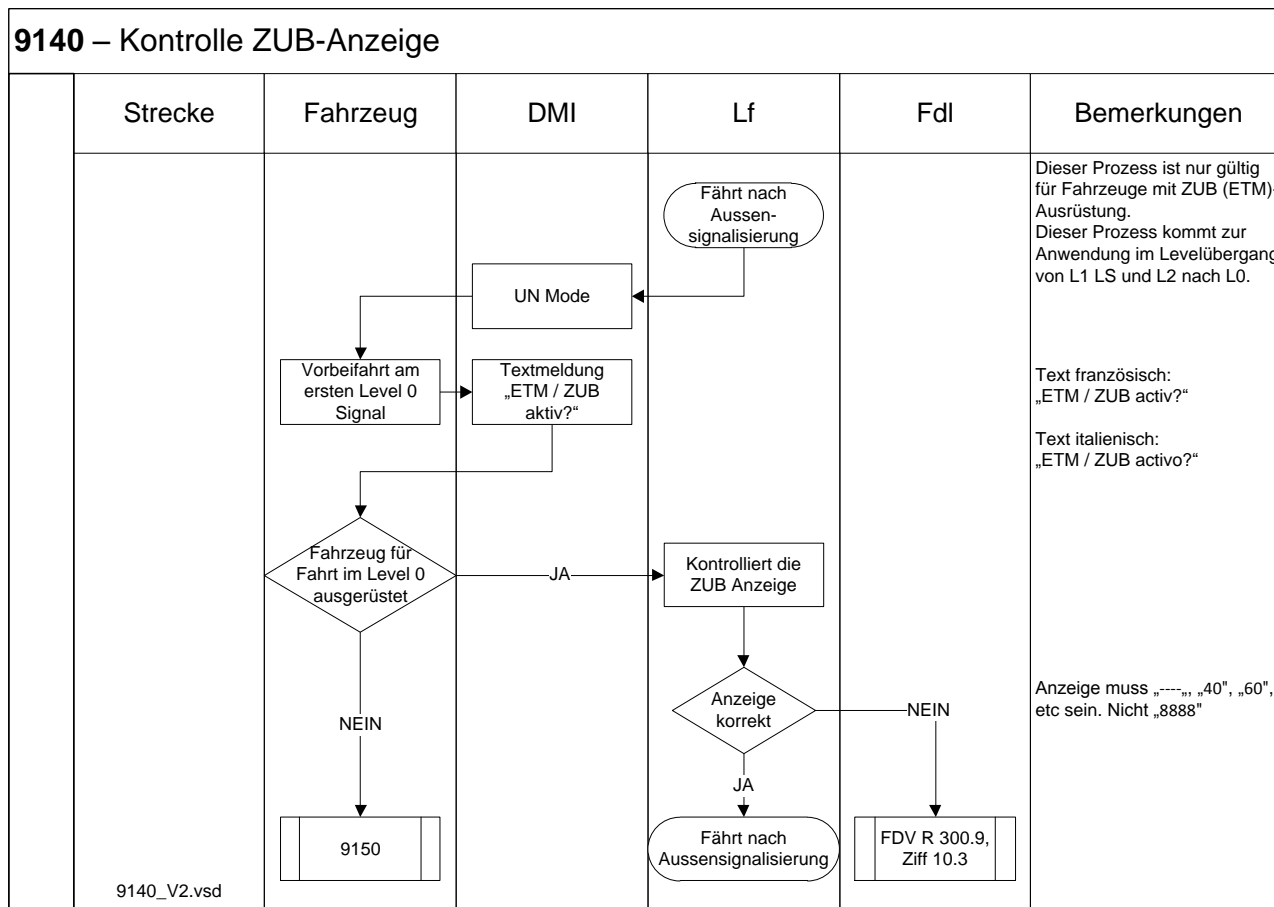 9140 – Kontrolle ZUB-Anzeige
Strecke
Fahrzeug
DMI
Lf
Fdl
Bemerkungen
Fährt nach
Aussen-
signalisierung
Dieser Prozess ist nur gültig
für Fahrzeuge mit ZUB (ETM)-
Ausrüstung.
Dieser Prozess kommt zur
Anwendung im Levelübergang
von L1 LS und L2 nach L0.
UN Mode
Vorbeifahrt am
ersten Level 0
Signal
Textmeldung
„ETM / ZUB
aktiv?“
Text französisch:
„ETM / ZUB activ?“
Text italienisch:
„ETM / ZUB activo?“
Fahrzeug für
Fahrt im Level 0
ausgerüstet
JA
Kontrolliert die
ZUB Anzeige
NEIN
Anzeige
korrekt
NEIN
Anzeige muss „----„, „40", „60",
etc sein. Nicht „8888"
JA
9150
Fährt nach
Aussensignalisierung
FDV R 300.9,
Ziff 10.3
9140_V2.vsd